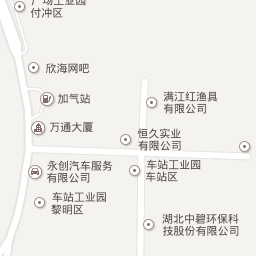 广场工业园
付冲区
欣海网吧
加气站
满江红渔具
有限公司
万通大厦
恒久实业
有限公司
永创汽车服务
有限公司
车站工业园
车站区
车站工业园
黎明区
湖北中碧环保科
技股份有限公司